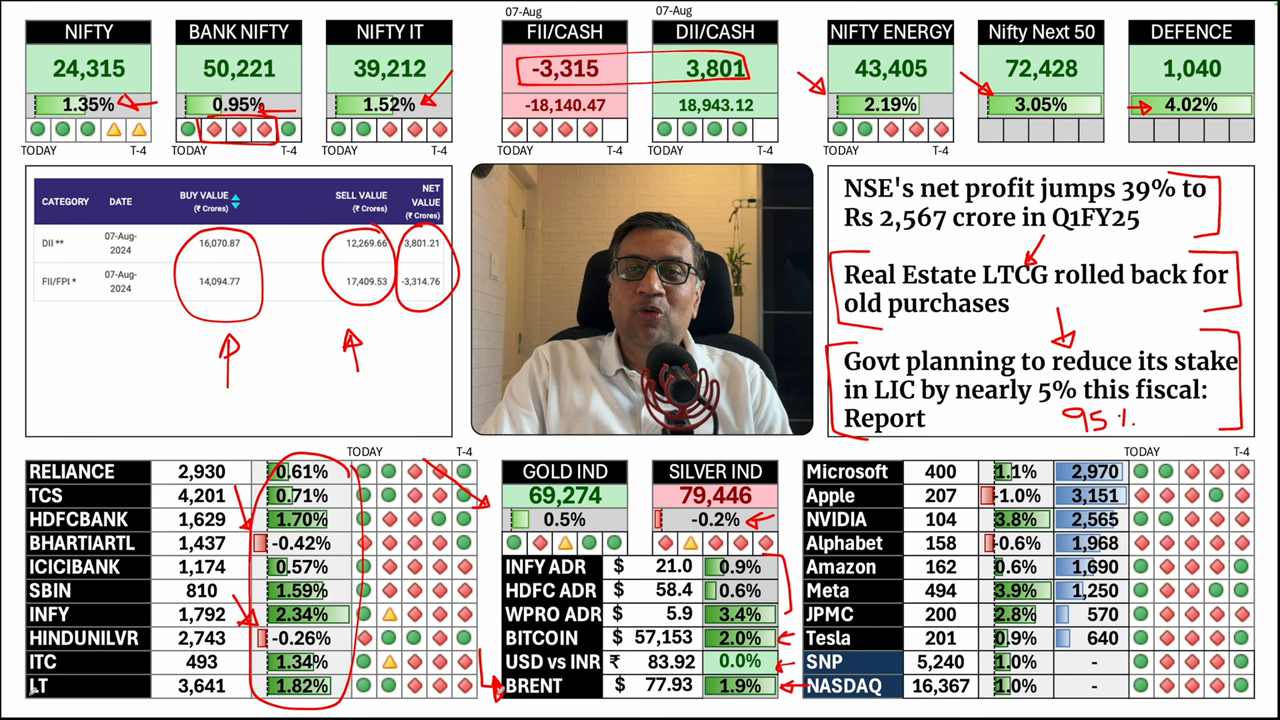 07-Aug
07-Aug
NIFTY
BANK NIFTY
NIFTY IT
FII/CASH
DII/CASH
NIFTY ENERGY
Nifty Next 50
DEFENCE
24,315
50,221
39,212
-3,315
3,801
43,405
72,428
1,040
1.35%
0.95%
1.52%
-18,140.47
18,943.12
2.19%
3.05%
4.02%
TODAY T-4
TODAY T-4
TODAY T-4
T-4
T-4
TODAY T-4
CATEGORY DATE BUY VALUE (₹ Crores) SELL VALUE (₹ Crores) NET VALUE (₹ Crores)
DII ** 07-Aug-2024 16,070.87 12,269.66 3,801.21
FII/FPI * 07-Aug-2024 14,094.77 17,409.53 -3,314.76
NSE's net profit jumps 39% to
Rs 2,567 crore in Q1FY25
Real Estate LTCG rolled back for
old purchases
Govt planning to reduce its stake
in LIC by nearly 5% this fiscal:
Report
95%
TODAY T-4
RELIANCE 2,930 0.61%
TCS 4,201 0.71%
HDFCBANK 1,629 1.70%
BHARTIARTL 1,437 -0.42%
ICICIBANK 1,174 0.57%
SBIN 810 1.59%
INFY 1,792 2.34%
HINDUNILVR 2,743 -0.26%
ITC 493 1.34%
LT 3,641 1.82%
GOLD IND
SILVER IND
69,274
79,446
0.5%
-0.2%
INFY ADR $ 21.0 0.9%
HDFC ADR $ 58.4 0.6%
WPRO ADR $ 5.9 3.4%
BITCOIN $ 57,153 2.0%
USD vs INR ₹ 83.92 0.0%
BRENT $ 77.93 1.9%
TODAY T-4
Microsoft 400 1.1% 2,970
Apple 207 -1.0% 3,151
NVIDIA 104 3.8% 2,565
Alphabet 158 -0.6% 1,968
Amazon 162 0.6% 1,690
Meta 494 3.9% 1,250
JPMC 200 2.8% 570
Tesla 201 0.9% 640
SNP 5,240 1.0% -
NASDAQ 16,367 1.0% -